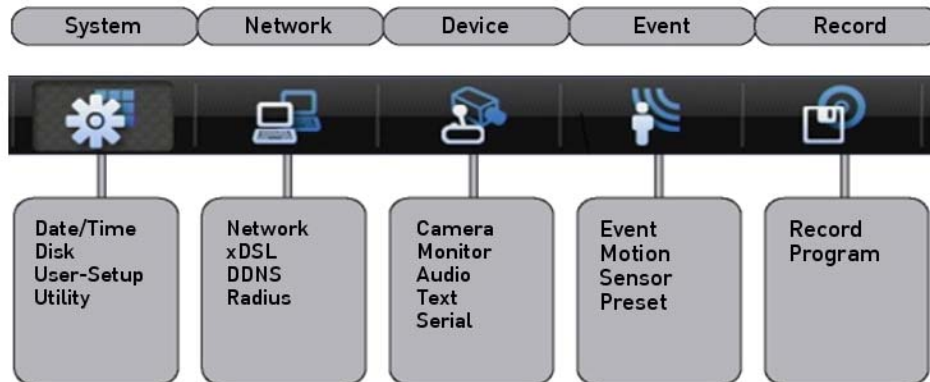 System
Network
Device
Event
Record
Date/Time
Disk
User-Setup
Utility
Network
xDSL
DDNS
Radius
Camera
Monitor
Audio
Text
Serial
Event
Motion
Sensor
Preset
Record
Program